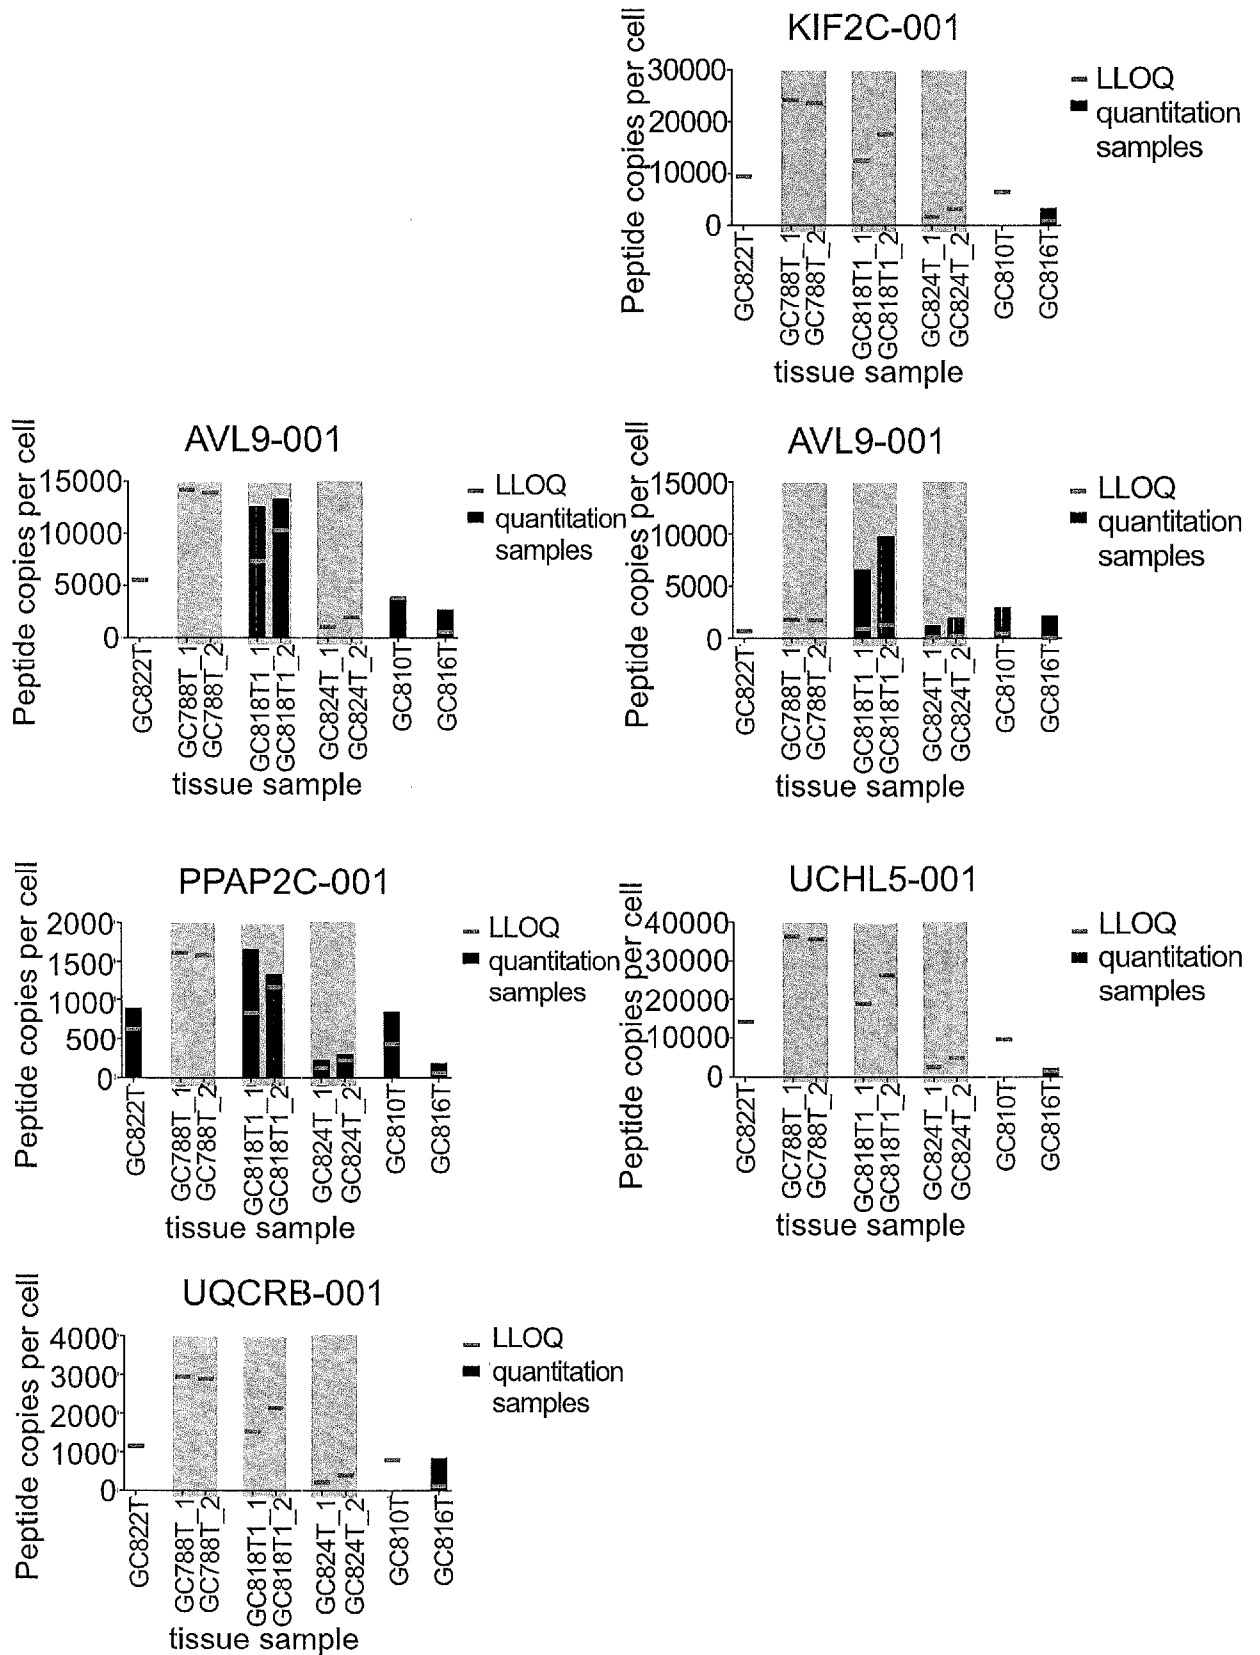 KIF2C-001
Peptide copies per cell
30000
20000
10000
0
LLOQ
quantitation
samples
GC822T
GC788T_1
GC788T_2
GC818T1_1
GC818T1_2
GC824T_1
GC824T_2
GC810T
GC816T
tissue sample
AVL9-001
Peptide copies per cell
15000
10000
5000
0
LLOQ
quantitation
samples
GC822T
GC788T_1
GC788T_2
GC818T1_1
GC818T1_2
GC824T_1
GC824T_2
GC810T
GC816T
tissue sample
AVL9-001
Peptide copies per cell
15000
10000
5000
0
LLOQ
quantitation
samples
GC822T
GC788T_1
GC788T_2
GC818T1_1
GC818T1_2
GC824T_1
GC824T_2
GC810T
GC816T
tissue sample
PPAP2C-001
Peptide copies per cell
2000
1500
1000
500
0
LLOQ
quantitation
samples
GC822T
GC788T_1
GC788T_2
GC818T1_1
GC818T1_2
GC824T_1
GC824T_2
GC810T
GC816T
tissue sample
UCHL5-001
Peptide copies per cell
40000
30000
20000
10000
0
LLOQ
quantitation
samples
GC822T
GC788T_1
GC788T_2
GC818T1_1
GC818T1_2
GC824T_1
GC824T_2
GC810T
GC816T
tissue sample
UQCRB-001
Peptide copies per cell
4000
3000
2000
1000
0
LLOQ
quantitation
samples
GC822T
GC788T_1
GC788T_2
GC818T1_1
GC818T1_2
GC824T_1
GC824T_2
GC810T
GC816T
tissue sample